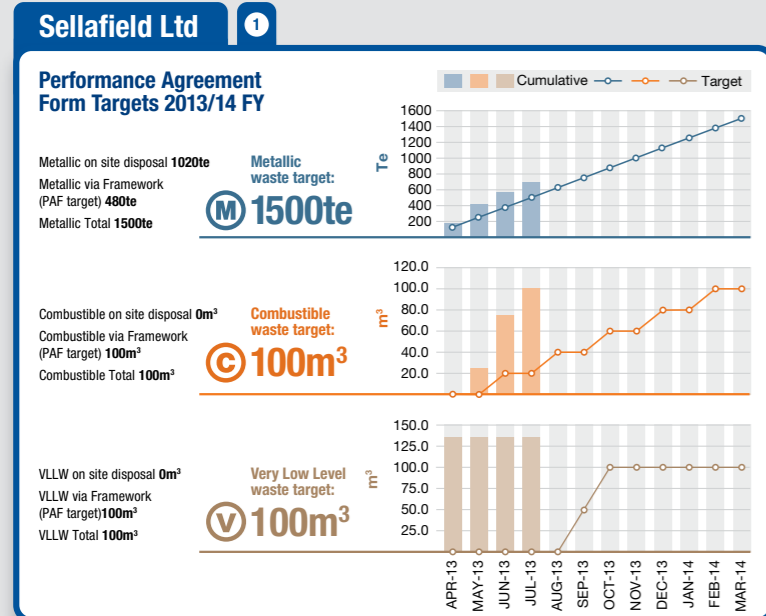 Sellafield Ltd
1
Performance Agreement
Form Targets 2013/14 FY
Cumulative
Target
Metallic on site disposal 1020te
Metallic via Framework
(PAF target) 480te
Metallic Total 1500te
Metallic
waste target:
M 1500te
Te
1600
1400
1200
1000
800
600
400
200
Combustible on site disposal 0m³
Combustible via Framework
(PAF target) 100m³
Combustible Total 100m³
Combustible
waste target:
C 100m³
m³
120.0
100.0
80.0
60.0
40.0
20.0
VLLW on site disposal 0m³
VLLW via Framework
(PAF target)100m³
VLLW Total 100m³
Very Low Level
waste target:
V 100m³
m³
150.0
125.0
100.0
75.0
50.0
25.0
APR-13
MAY-13
JUN-13
JUL-13
AUG-13
SEP-13
OCT-13
NOV-13
DEC-13
JAN-14
FEB-14
MAR-14